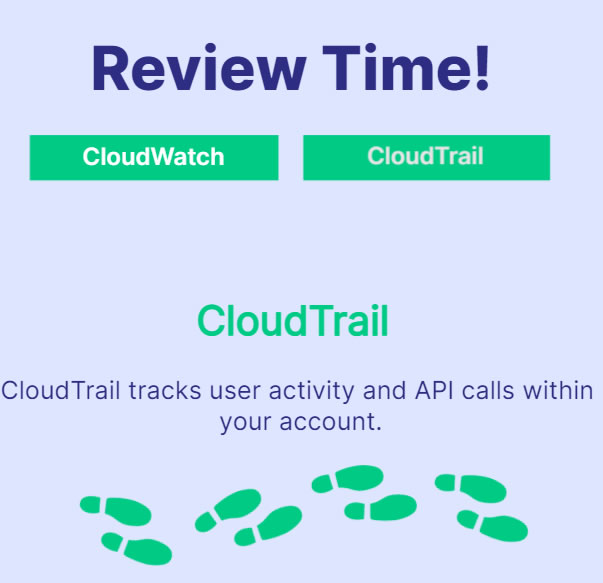 Review Time!
CloudWatch
CloudTrail
CloudTrail
CloudTrail tracks user activity and API calls within
your account.